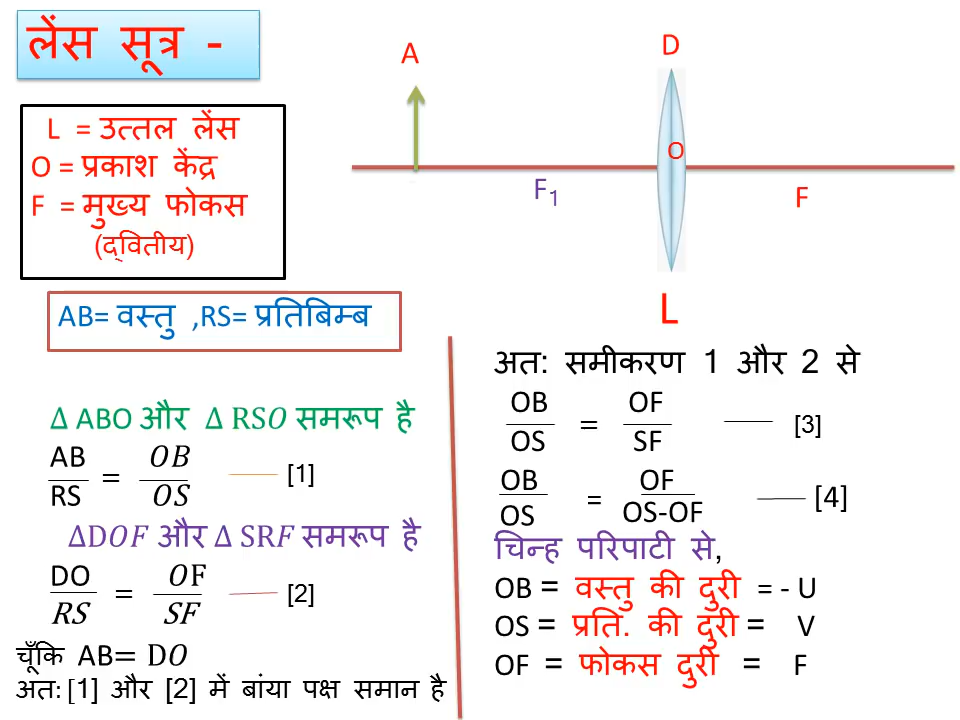 लेंस सूत्र -
L = उत्तल लेंस
O = प्रकाश केंद्र
F = मुख्य फोकस
(द्वितीय)
AB= वस्तु ,RS= प्रतिबिम्ब
A
D
O
F1
F
L
Δ ABO और Δ RSO समरूप है
AB/RS = OB/OS [1]
ΔDOF और Δ SRF समरूप है
DO/RS = OF/SF [2]
चूँकि AB= DO
अत: [1] और [2] में बांया पक्ष समान है
अत: समीकरण 1 और 2 से
OB/OS = OF/SF [3]
OB/OS = OF/OS-OF [4]
चिन्ह परिपाटी से,
OB = वस्तु की दुरी = - U
OS = प्रति. की दुरी = V
OF = फोकस दुरी = F